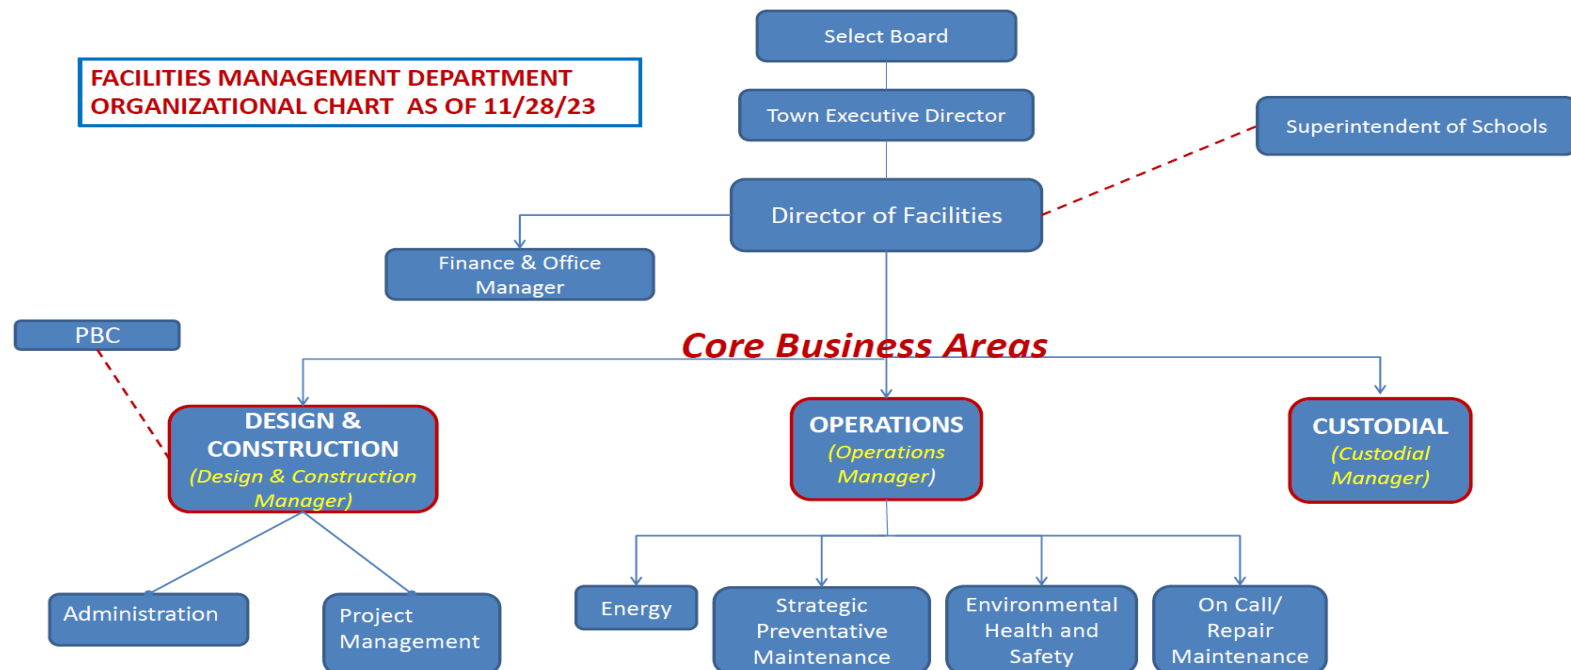 Select Board
FACILITIES MANAGEMENT DEPARTMENT
ORGANIZATIONAL CHART AS OF 11/28/23
Town Executive Director
Superintendent of Schools
Director of Facilities
Finance & Office
Manager
PBC
Core Business Areas
DESIGN &
CONSTRUCTION
(Design & Construction
Manager)
OPERATIONS
(Operations
Manager)
CUSTODIAL
(Custodial
Manager)
Administration
Project
Management
Energy
Strategic
Preventative
Maintenance
Environmental
Health and
Safety
On Call/
Repair
Maintenance